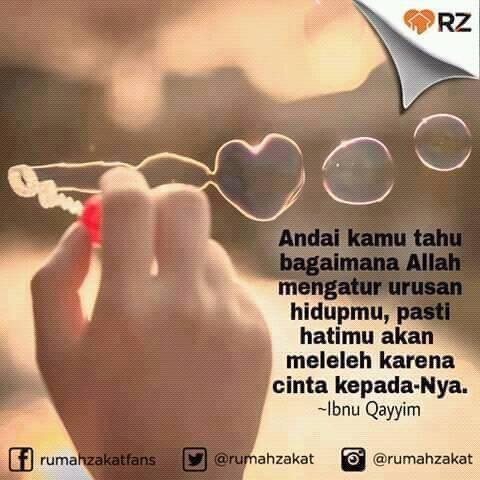 RZ
Andai kamu tahu
bagaimana Allah
mengatur urusan
hidupmu, pasti
hatimu akan
meleleh karena
cinta kepada-Nya.
~Ibnu Qayyim
rumahzakatfans
@rumahzakat
@rumahzakat